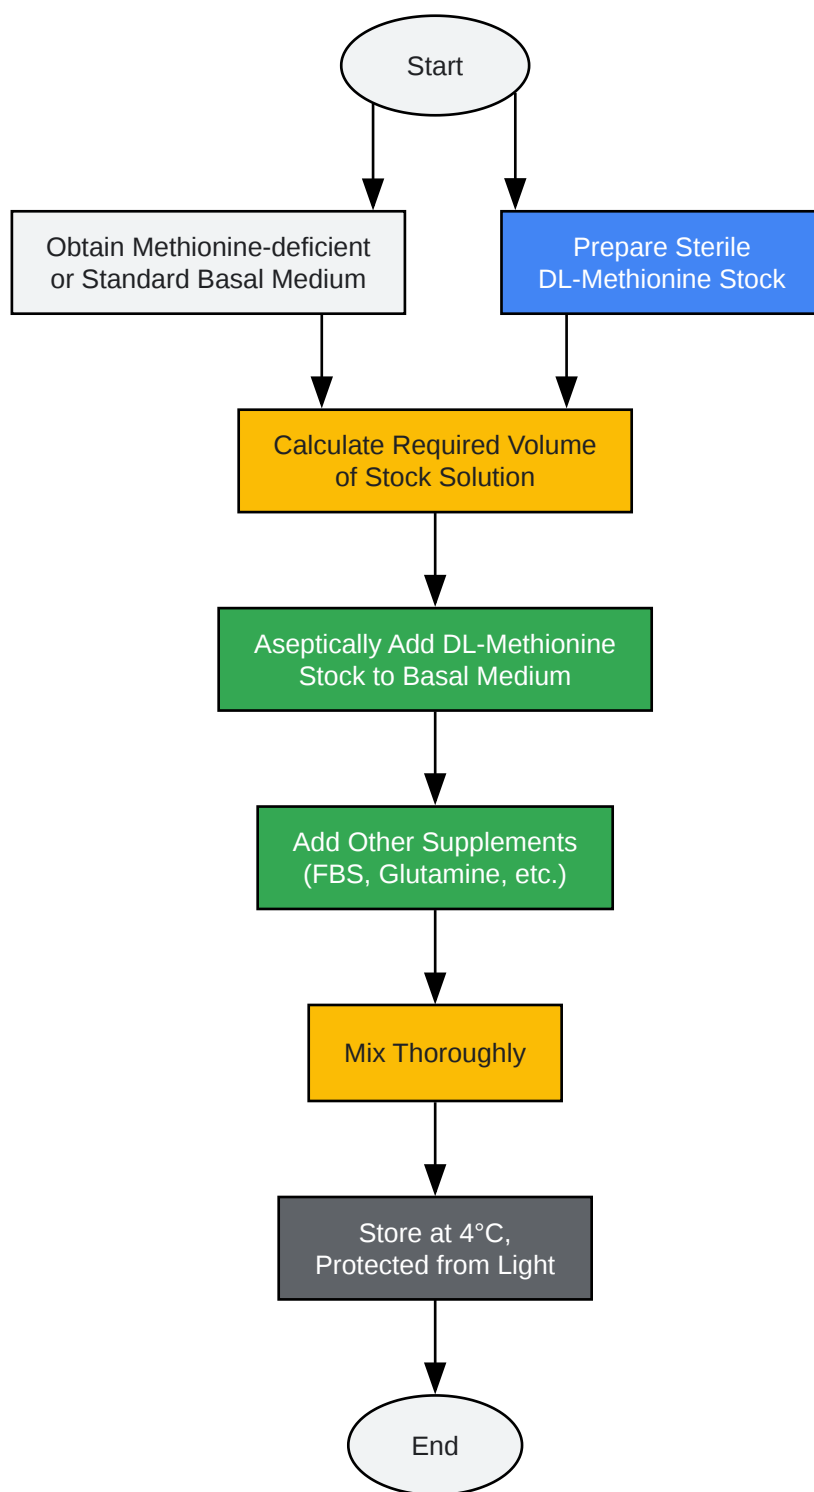 Start
Obtain Methionine-deficient
or Standard Basal Medium
Prepare Sterile
DL-Methionine Stock
Calculate Required Volume
of Stock Solution
Aseptically Add DL-Methionine
Stock to Basal Medium
Add Other Supplements
(FBS, Glutamine, etc.)
Mix Thoroughly
Store at 4°C,
Protected from Light
End